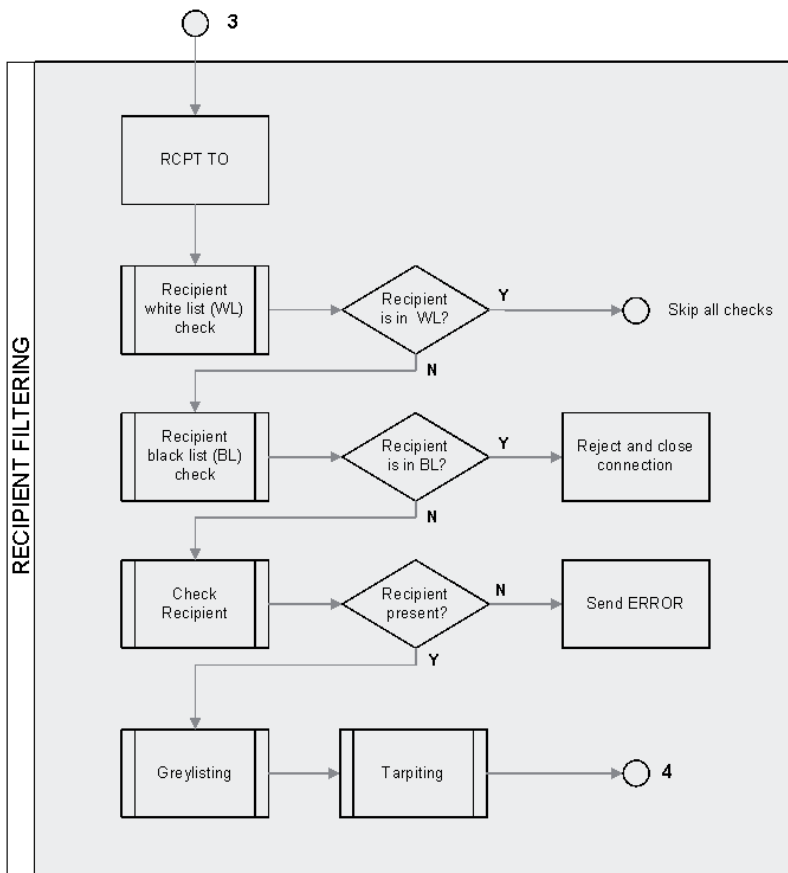 3
RECIPIENT FILTERING
RCPT TO
Recipient
white list (WL)
check
Recipient
is in WL?
Y
Skip all checks
N
Recipient
black list (BL)
check
Recipient
is in BL?
Y
Reject and close
connection
N
Check
Recipient
Recipient
present?
N
Send ERROR
Y
Greylisting
Tarpiting
4